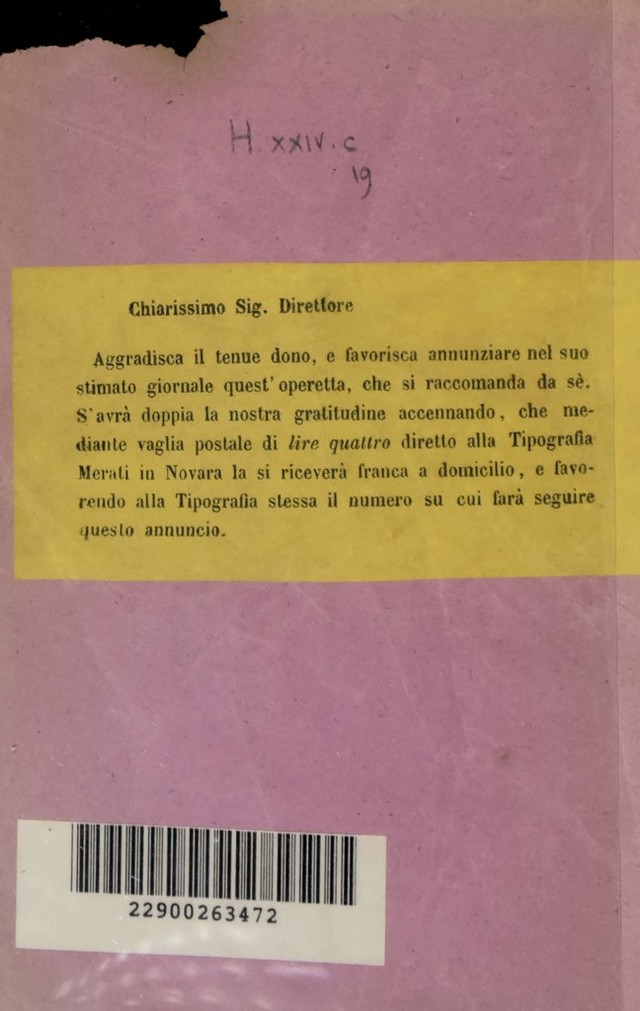 H. XXIV. c
19
Chiarissimo Sig. Direttore
Aggradisca il tenue dono, e favorisca annunziare nel suo
stimato giornale quest' operetta, che si raccomanda da sè.
S'avrà doppia la nostra gratitudine accennando, che me-
diante vaglia postale di lire quattro diretto alla Tipografia
Merati in Novara la si riceverà franca a domicilio, e favo-
rendo alla Tipografia stessa il numero su cui farà seguire
questo annuncio.
22900263472